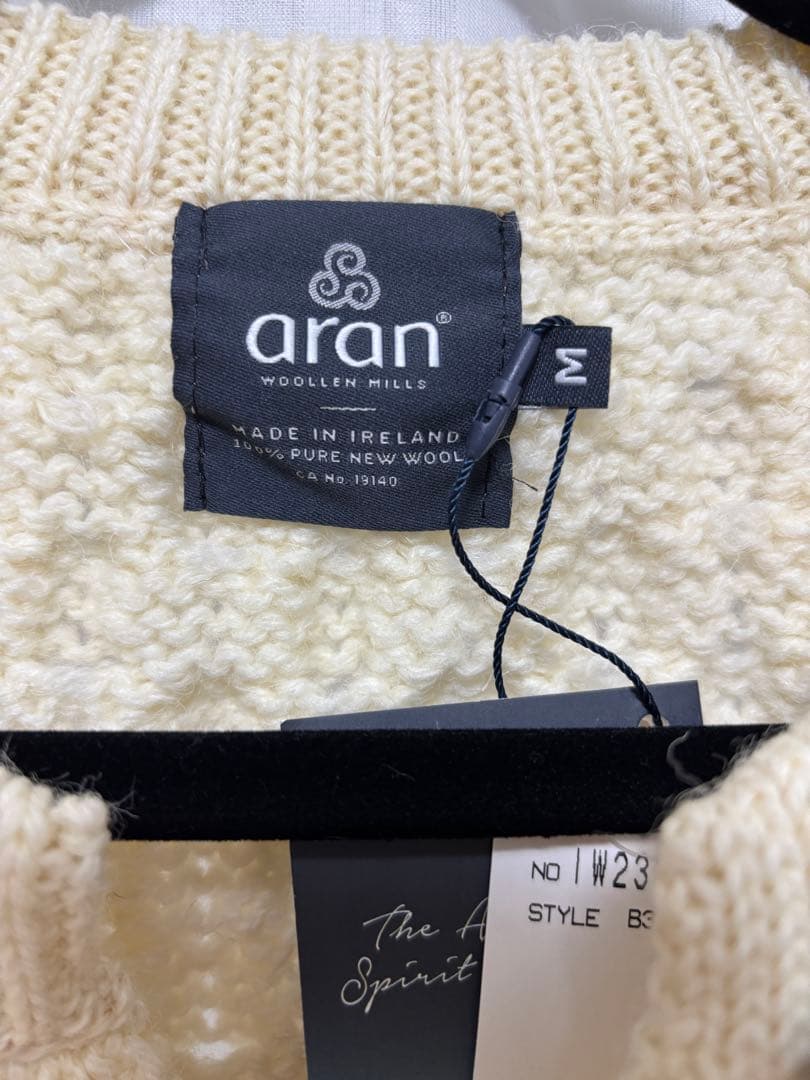 aran®
WOOLLEN MILLS
MADE IN IRELAND
100% PURE NEW WOOL
CA No. 19140
M
NO IW23
STYLE B3
The A
Spirit